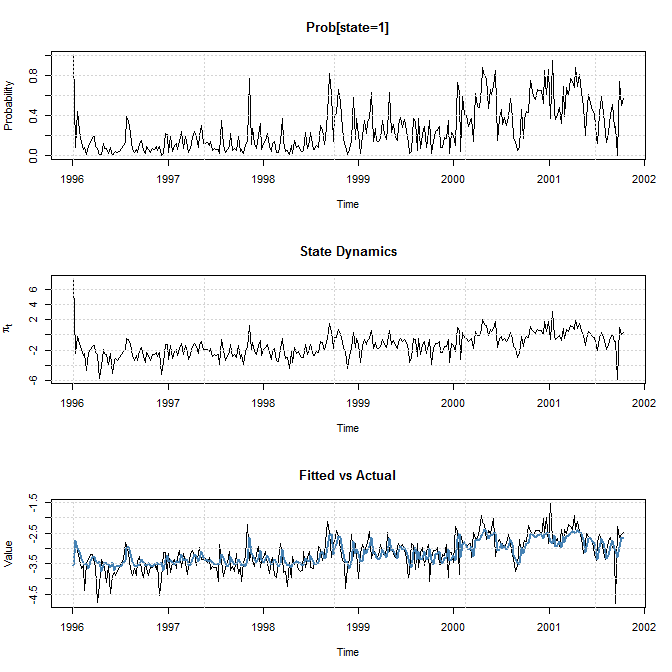 Prob[state=1]
Probability
0.8
0.4
0.0
1996 1997 1998 1999 2000 2001 2002
Time
State Dynamics
πt
6
4
2
-2
-6
1996 1997 1998 1999 2000 2001 2002
Time
Fitted vs Actual
Value
-1.5
-2.5
-3.5
-4.5
1996 1997 1998 1999 2000 2001 2002
Time